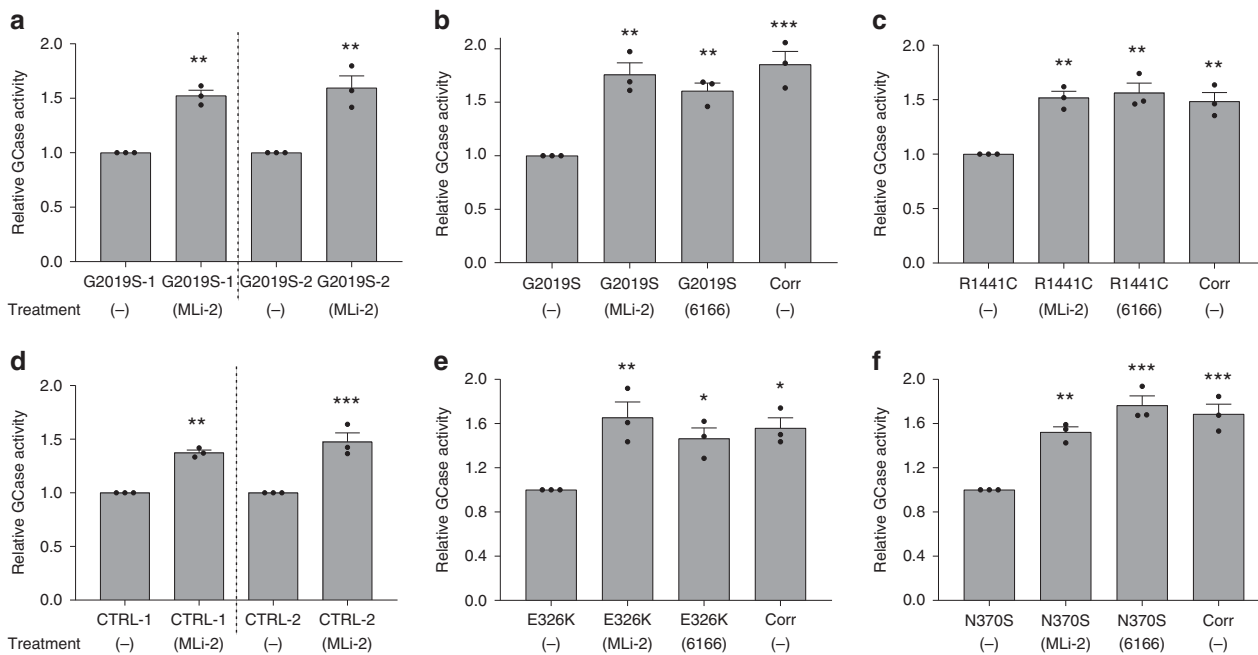 a
Relative GCase activity
2.0
1.5
1.0
0.5
0.0
** **
G2019S-1 G2019S-1 G2019S-2 G2019S-2
Treatment (–) (MLi-2) (–) (MLi-2)
b
Relative GCase activity
2.0
1.5
1.0
0.5
0.0
** ** ***
G2019S G2019S G2019S Corr
(–) (MLi-2) (6166) (–)
c
Relative GCase activity
2.0
1.5
1.0
0.5
0.0
** ** **
R1441C R1441C R1441C Corr
(–) (MLi-2) (6166) (–)
d
Relative GCase activity
2.0
1.5
1.0
0.5
0.0
** ***
CTRL-1 CTRL-1 CTRL-2 CTRL-2
Treatment (–) (MLi-2) (–) (MLi-2)
e
Relative GCase activity
2.0
1.6
1.2
0.8
0.4
0.0
** * *
E326K E326K E326K Corr
(–) (MLi-2) (6166) (–)
f
Relative GCase activity
2.0
1.6
1.2
0.8
0.4
0.0
** *** ***
N370S N370S N370S Corr
(–) (MLi-2) (6166) (–)